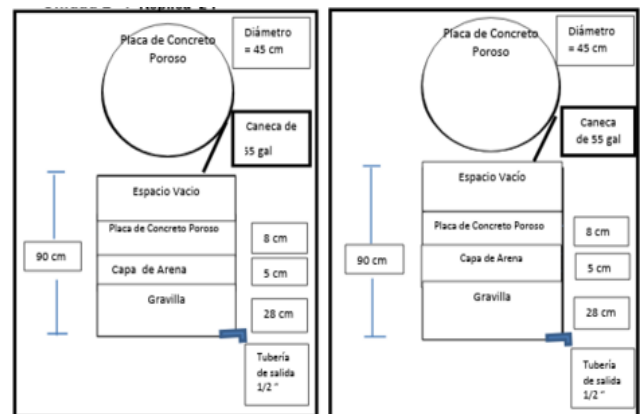 Placa de Concreto
Poroso
Diámetro
= 45 cm
Caneca de
55 gal
Espacio Vacio
Placa de Concreto Poroso
8 cm
90 cm
Capa de Arena
5 cm
Gravilla
28 cm
Tubería
de salida
1/2 "
Placa de Concreto
Poroso
Diámetro
= 45 cm
Caneca
de 55 gal
Espacio Vacío
Placa de Concreto Poroso
8 cm
90 cm
Capa de Arena
5 cm
Gravilla
28 cm
Tubería
de salida
1/2 "